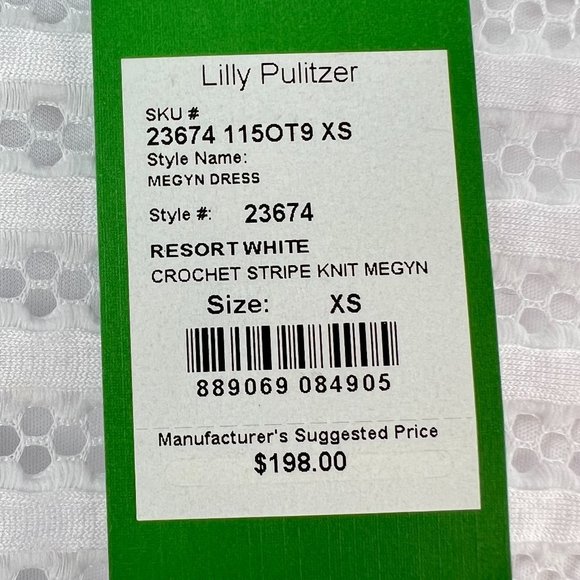 Lilly Pulitzer
SKU #
23674 115OT9 XS
Style Name:
MEGYN DRESS
Style #: 23674
RESORT WHITE
CROCHET STRIPE KNIT MEGYN
Size: XS
889069 084905
Manufacturer's Suggested Price
$198.00